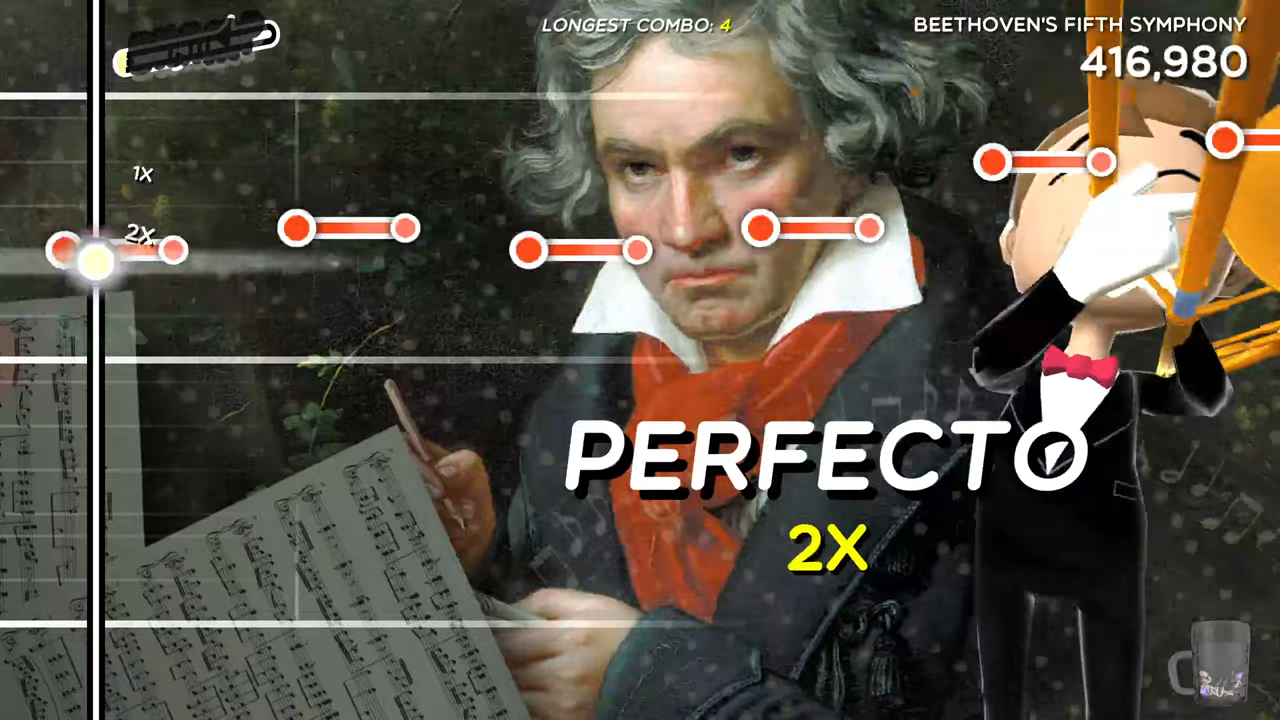 LONGEST COMBO: 4
BEETHOVEN'S FIFTH SYMPHONY
416,980
1X
2X
PERFECTO
2X